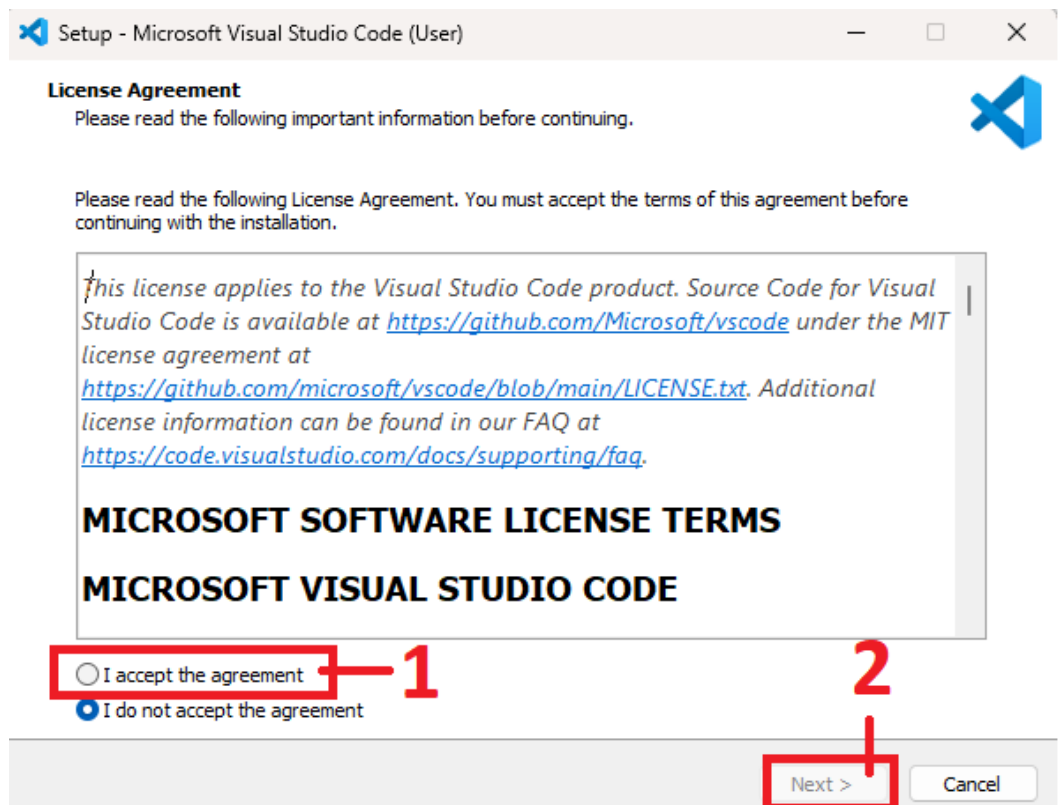 Setup - Microsoft Visual Studio Code (User)
License Agreement
Please read the following important information before continuing.
Please read the following License Agreement. You must accept the terms of this agreement before
continuing with the installation.
This license applies to the Visual Studio Code product. Source Code for Visual
Studio Code is available at https://github.com/Microsoft/vscode under the MIT
license agreement at
https://github.com/microsoft/vscode/blob/main/LICENSE.txt. Additional
license information can be found in our FAQ at
https://code.visualstudio.com/docs/supporting/faq.
MICROSOFT SOFTWARE LICENSE TERMS
MICROSOFT VISUAL STUDIO CODE
I accept the agreement 1
I do not accept the agreement
2
Next > Cancel